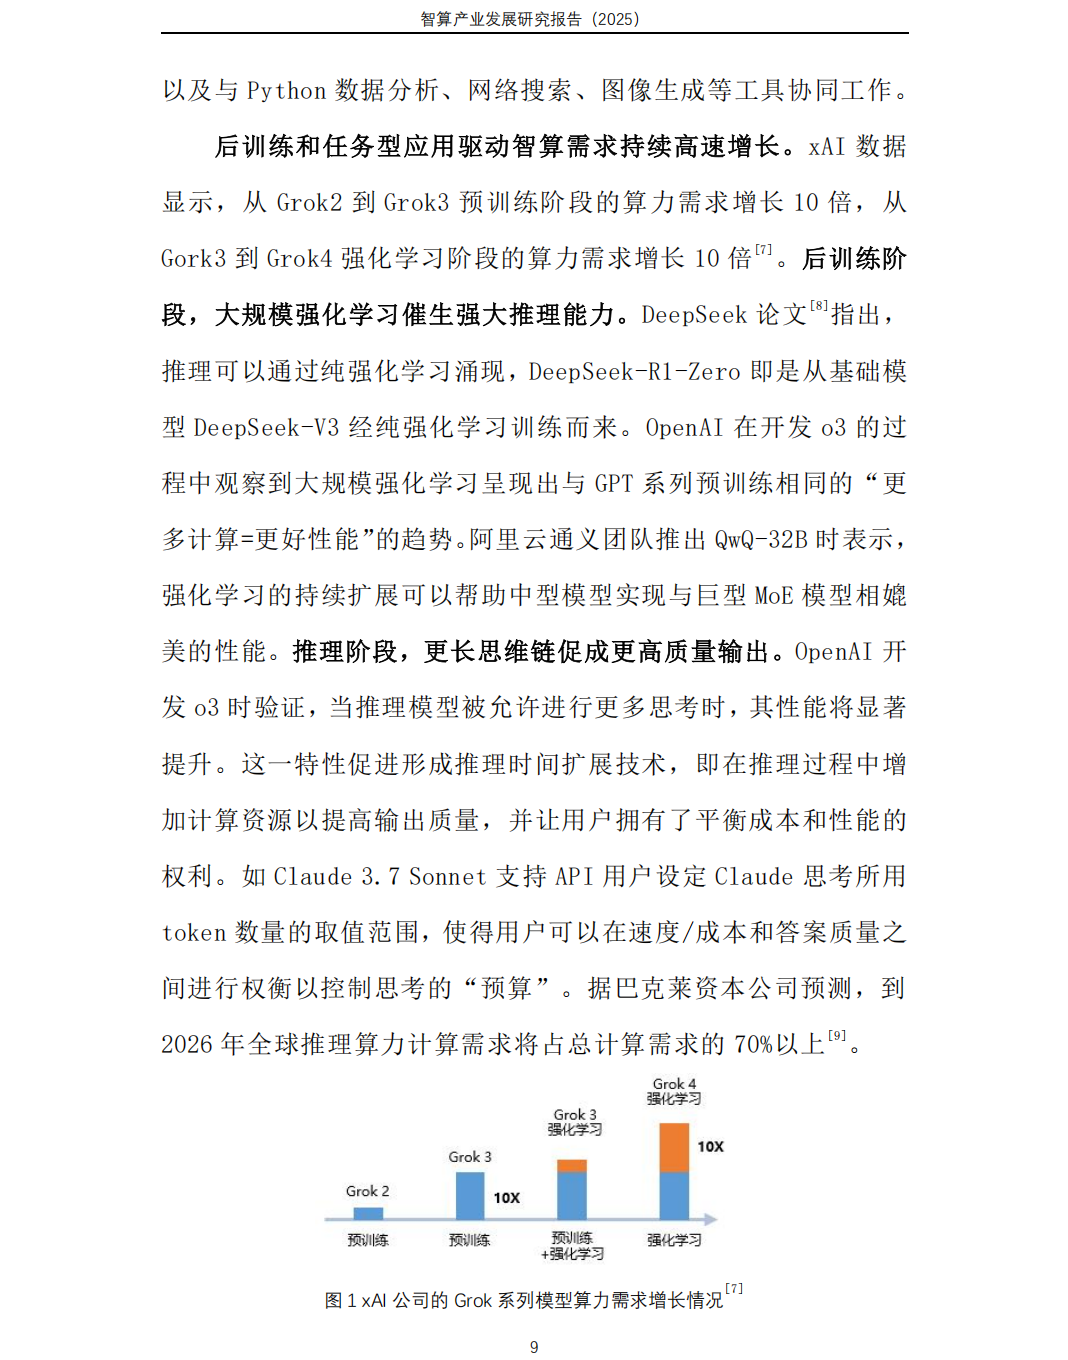 智算产业发展研究报告（2025）
以及与 Python 数据分析、网络搜索、图像生成等工具协同工作。
后训练和任务型应用驱动智算需求持续高速增长。xAI 数据
显示，从 Grok2 到 Grok3 预训练阶段的算力需求增长 10 倍，从
Gork3 到 Grok4 强化学习阶段的算力需求增长 10 倍[7]。后训练阶
段，大规模强化学习催生强大推理能力。DeepSeek 论文[8]指出，
推理可以通过纯强化学习涌现，DeepSeek-R1-Zero 即是从基础模
型 DeepSeek-V3 经纯强化学习训练而来。OpenAI 在开发 o3 的过
程中观察到大规模强化学习呈现出与 GPT 系列预训练相同的“更
多计算=更好性能”的趋势。阿里云通义团队推出 QwQ-32B 时表示，
强化学习的持续扩展可以帮助中型模型实现与巨型 MoE 模型相媲
美的性能。推理阶段，更长思维链促成更高质量输出。OpenAI 开
发 o3 时验证，当推理模型被允许进行更多思考时，其性能将显著
提升。这一特性促进形成推理时间扩展技术，即在推理过程中增
加计算资源以提高输出质量，并让用户拥有了平衡成本和性能的
权利。如 Claude 3.7 Sonnet 支持 API 用户设定 Claude 思考所用
token 数量的取值范围，使得用户可以在速度/成本和答案质量之
间进行权衡以控制思考的“预算”。据巴克莱资本公司预测，到
2026 年全球推理算力计算需求将占总计算需求的 70%以上[9]。
Grok 2
预训练
Grok 3
10X
预训练
Grok 3
强化学习
预训练
+强化学习
Grok 4
强化学习
10X
强化学习
图 1 xAI 公司的 Grok 系列模型算力需求增长情况[7]
9